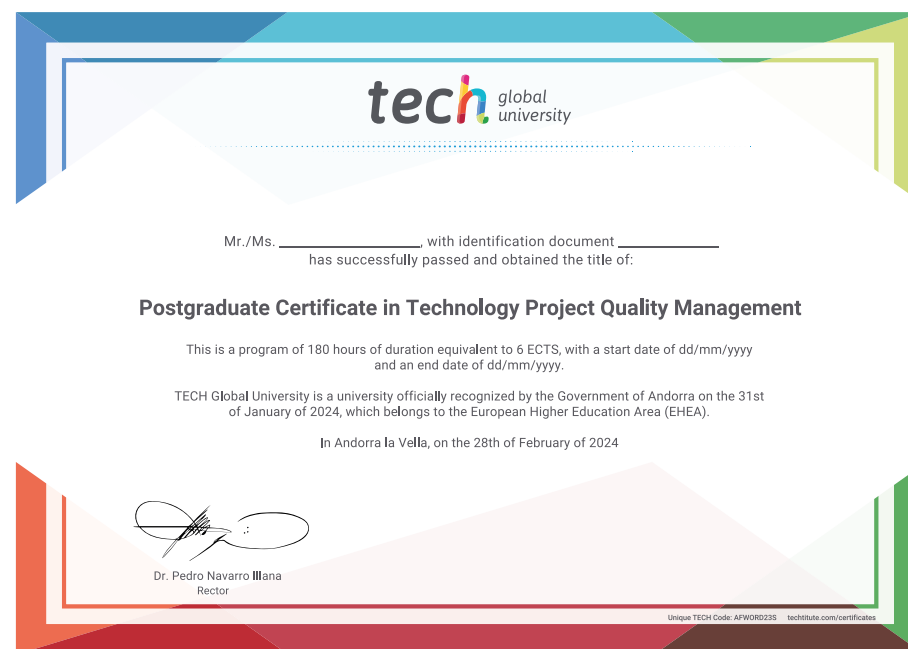 tech global university
Mr./Ms. ____________, with identification document ____________
has successfully passed and obtained the title of:
Postgraduate Certificate in Technology Project Quality Management
This is a program of 180 hours of duration equivalent to 6 ECTS, with a start date of dd/mm/yyyy
and an end date of dd/mm/yyyy.
TECH Global University is a university officially recognized by the Government of Andorra on the 31st
of January of 2024, which belongs to the European Higher Education Area (EHEA).
In Andorra la Vella, on the 28th of February of 2024
Dr. Pedro Navarro Illana
Rector
Unique TECH Code: AFWORD23S techtitute.com/certificates